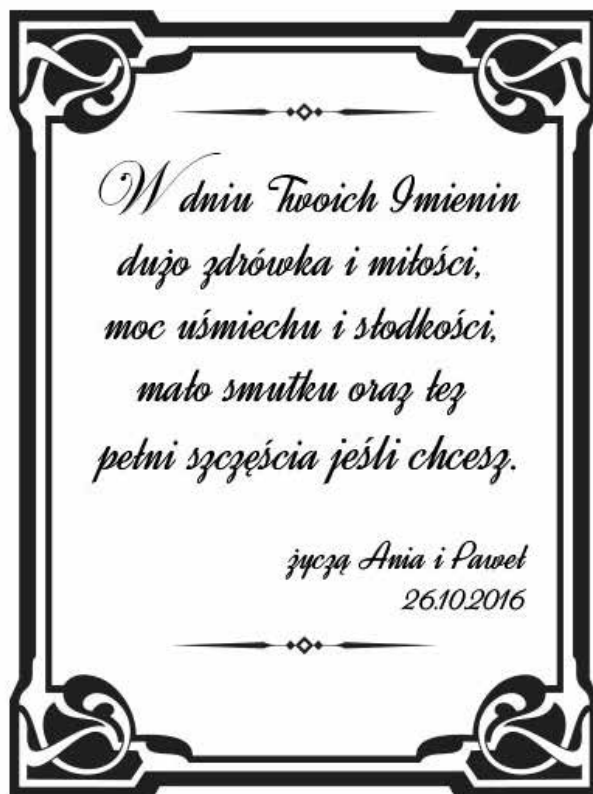 W dniu Twoich Imienin
dużo zdrówka i miłości,
moc uśmiechu i słodkości,
mało smutku oraz łez
pełni szczęścia jeśli chcesz.
życzą Ania i Paweł
26.10.2016